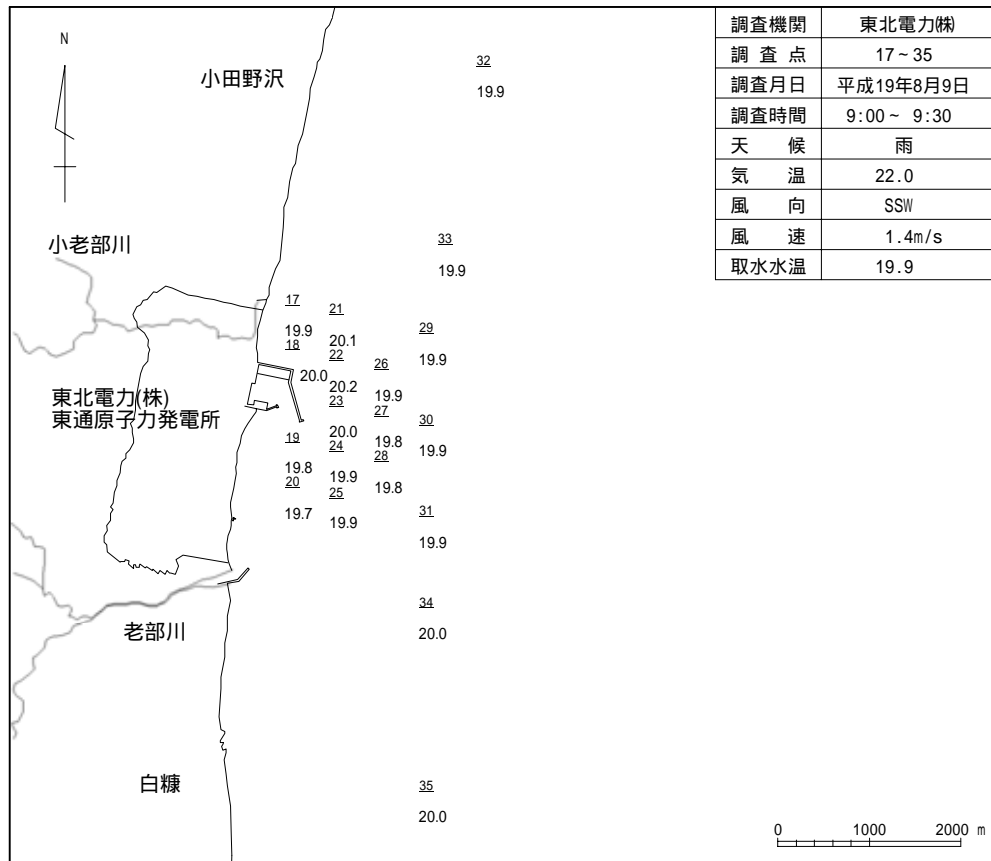 調査機関 東北電力㈱
調査点 17~35
調査月日 平成19年8月9日
調査時間 9:00~ 9:30
天候 雨
気温 22.0
風向 SSW
風速 1.4m/s
取水水温 19.9
N
小田野沢
32
19.9
小老部川
33
19.9
17
19.9
21
20.1
29
19.9
18
20.0
22
20.2
26
19.9
東北電力(株)
東通原子力発電所
23
20.0
27
19.8
30
19.9
19
19.8
24
19.9
28
19.8
20
19.7
25
19.9
31
19.9
34
20.0
老部川
白糠
35
20.0
0 1000 2000 m